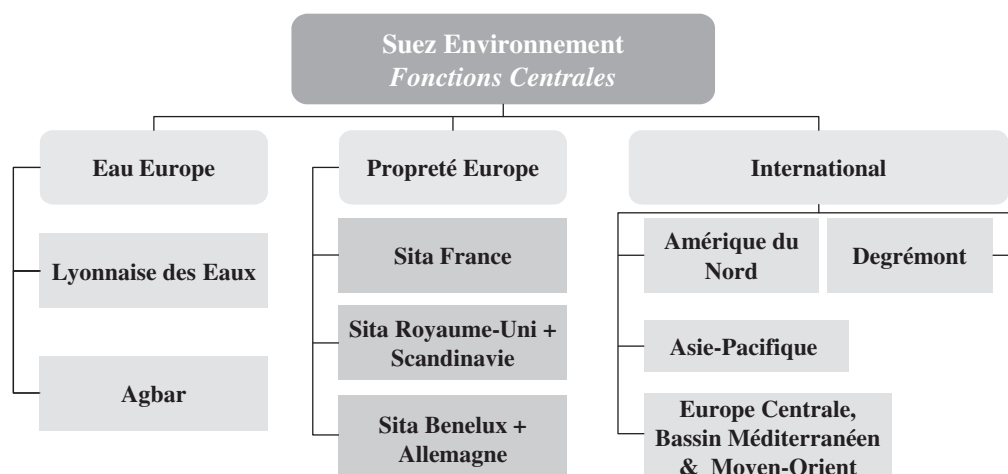 Suez Environnement
Fonctions Centrales
Eau Europe
Propreté Europe
International
Lyonnaise des Eaux
Agbar
Sita France
Sita Royaume-Uni +
Scandinavie
Sita Benelux +
Allemagne
Amérique du
Nord
Degrémont
Asie-Pacifique
Europe Centrale,
Bassin Méditerranéen
& Moyen-Orient